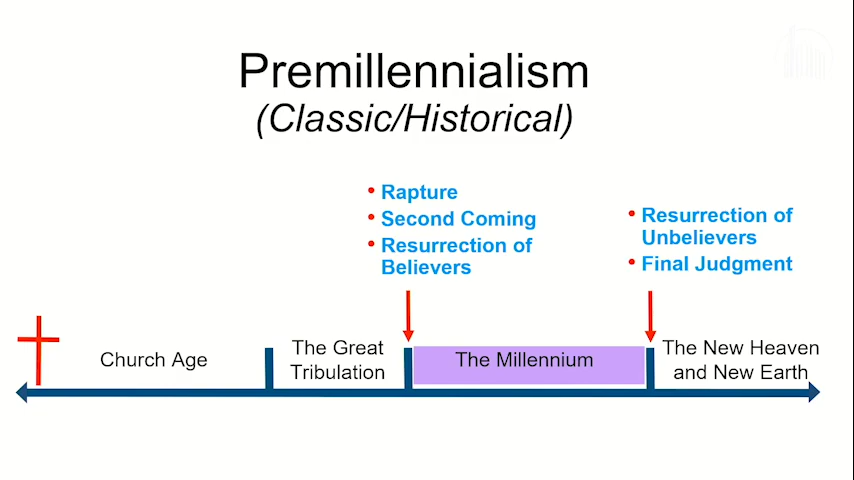 Premillennialism
(Classic/Historical)
• Rapture
• Second Coming
• Resurrection of
Believers
• Resurrection of
Unbelievers
• Final Judgment
Church Age
The Great
Tribulation
The Millennium
The New Heaven
and New Earth